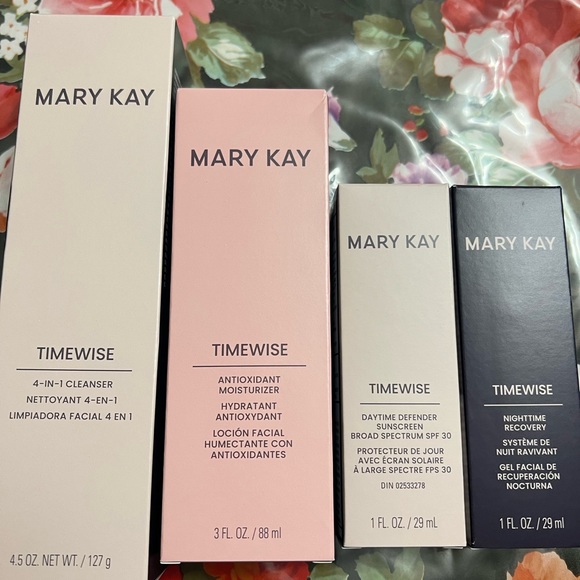 MARY KAY
TIMEWISE
4-IN-1 CLEANSER
NETTOYANT 4-EN-1
LIMPIADORA FACIAL 4 EN 1
4.5 OZ. NET WT. / 127 g
MARY KAY
TIMEWISE
ANTIOXIDANT
MOISTURIZER
HYDRATANT
ANTIOXYDANT
LOCIÓN FACIAL
HUMECTANTE CON
ANTIOXIDANTES
3 FL. OZ. / 88 ml
MARY KAY
TIMEWISE
DAYTIME DEFENDER
SUNSCREEN
BROAD SPECTRUM SPF 30
PROTECTEUR DE JOUR
AVEC ÉCRAN SOLAIRE
À LARGE SPECTRE FPS 30
DIN 02533278
1 FL. OZ. / 29 mL
MARY KAY
TIMEWISE
NIGHTTIME
RECOVERY
SYSTÈME DE
NUIT RAVIVANT
GEL FACIAL DE
RECUPERACIÓN
NOCTURNA
1 FL. OZ. / 29 ml